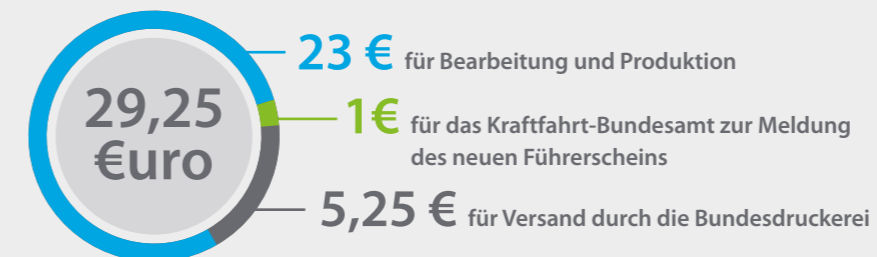 29,25
€uro
23 € für Bearbeitung und Produktion
1€ für das Kraftfahrt-Bundesamt zur Meldung
des neuen Führerscheins
5,25 € für Versand durch die Bundesdruckerei